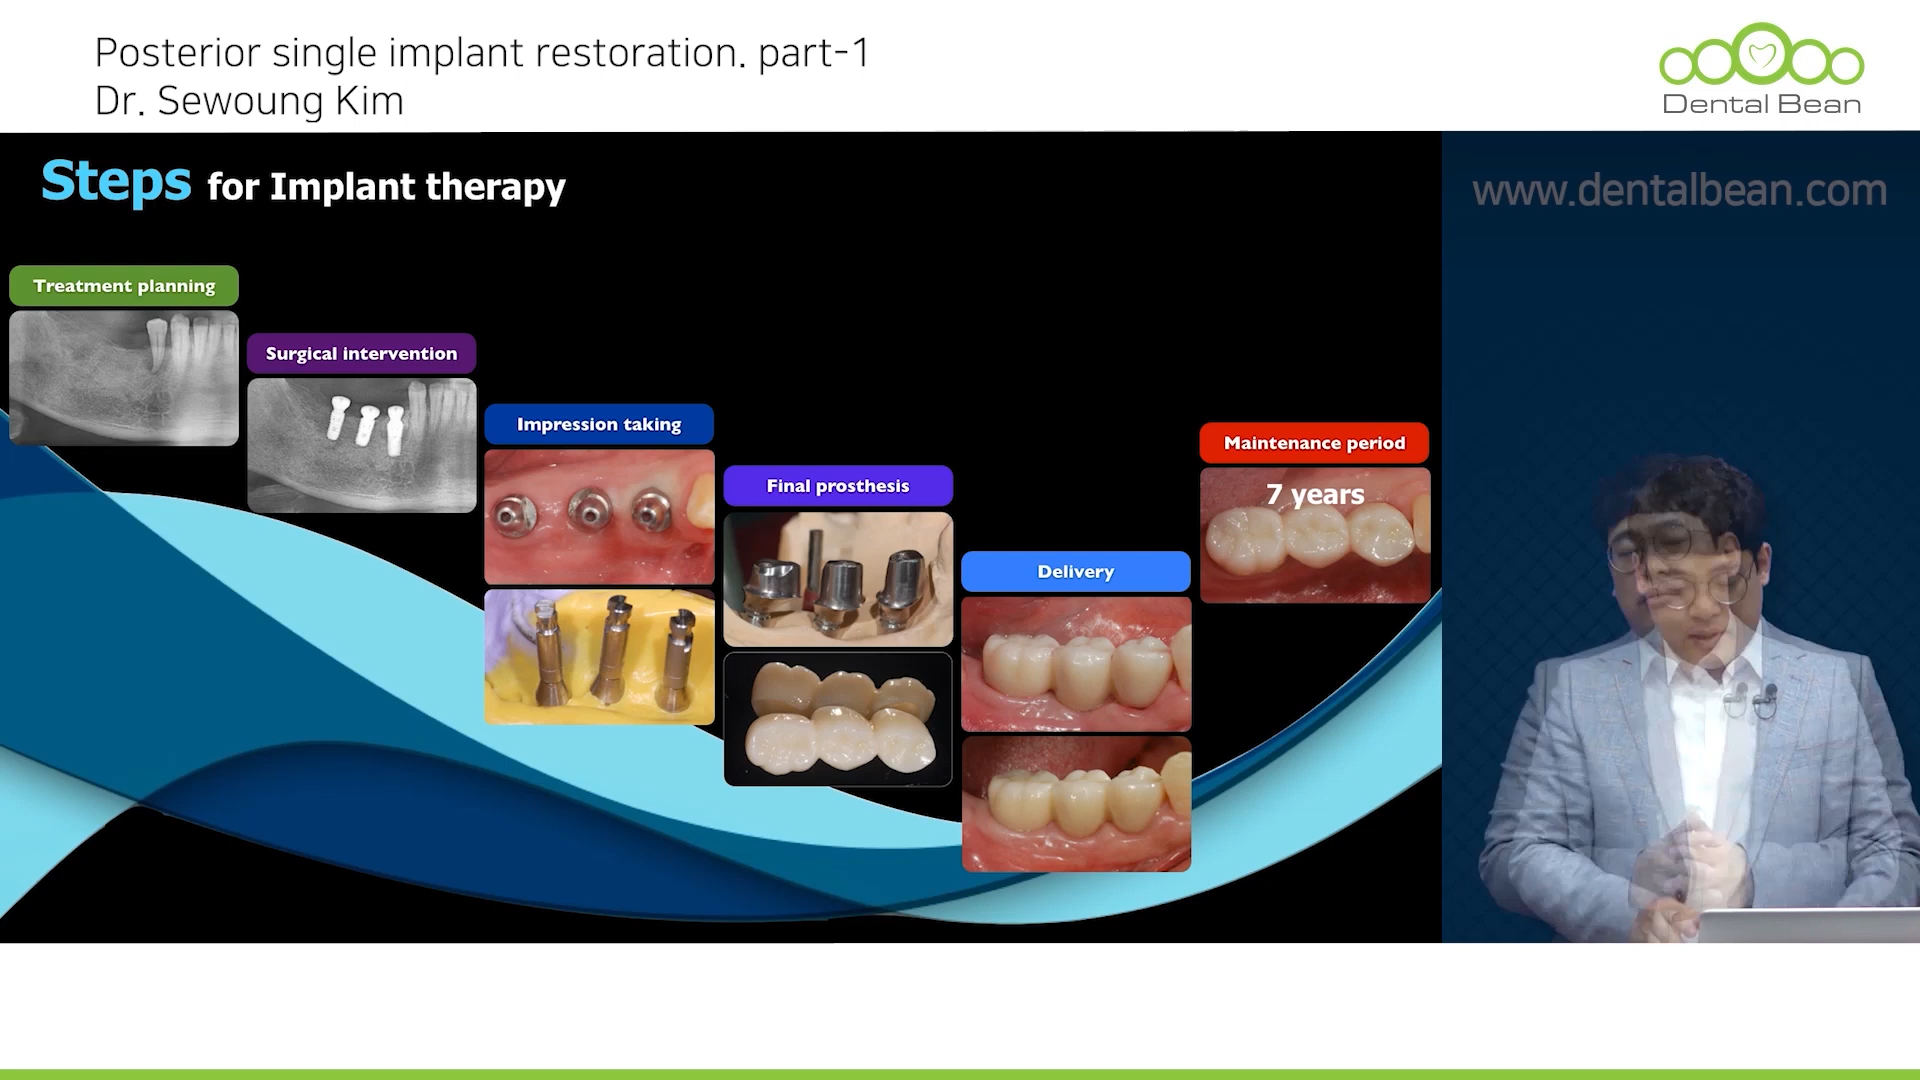 Posterior single implant restoration. part-1
Dr. Sewoung Kim
Dental Bean
www.dentalbean.com
Steps for Implant therapy
Treatment planning
Surgical intervention
Impression taking
Final prosthesis
Delivery
Maintenance period
7 years